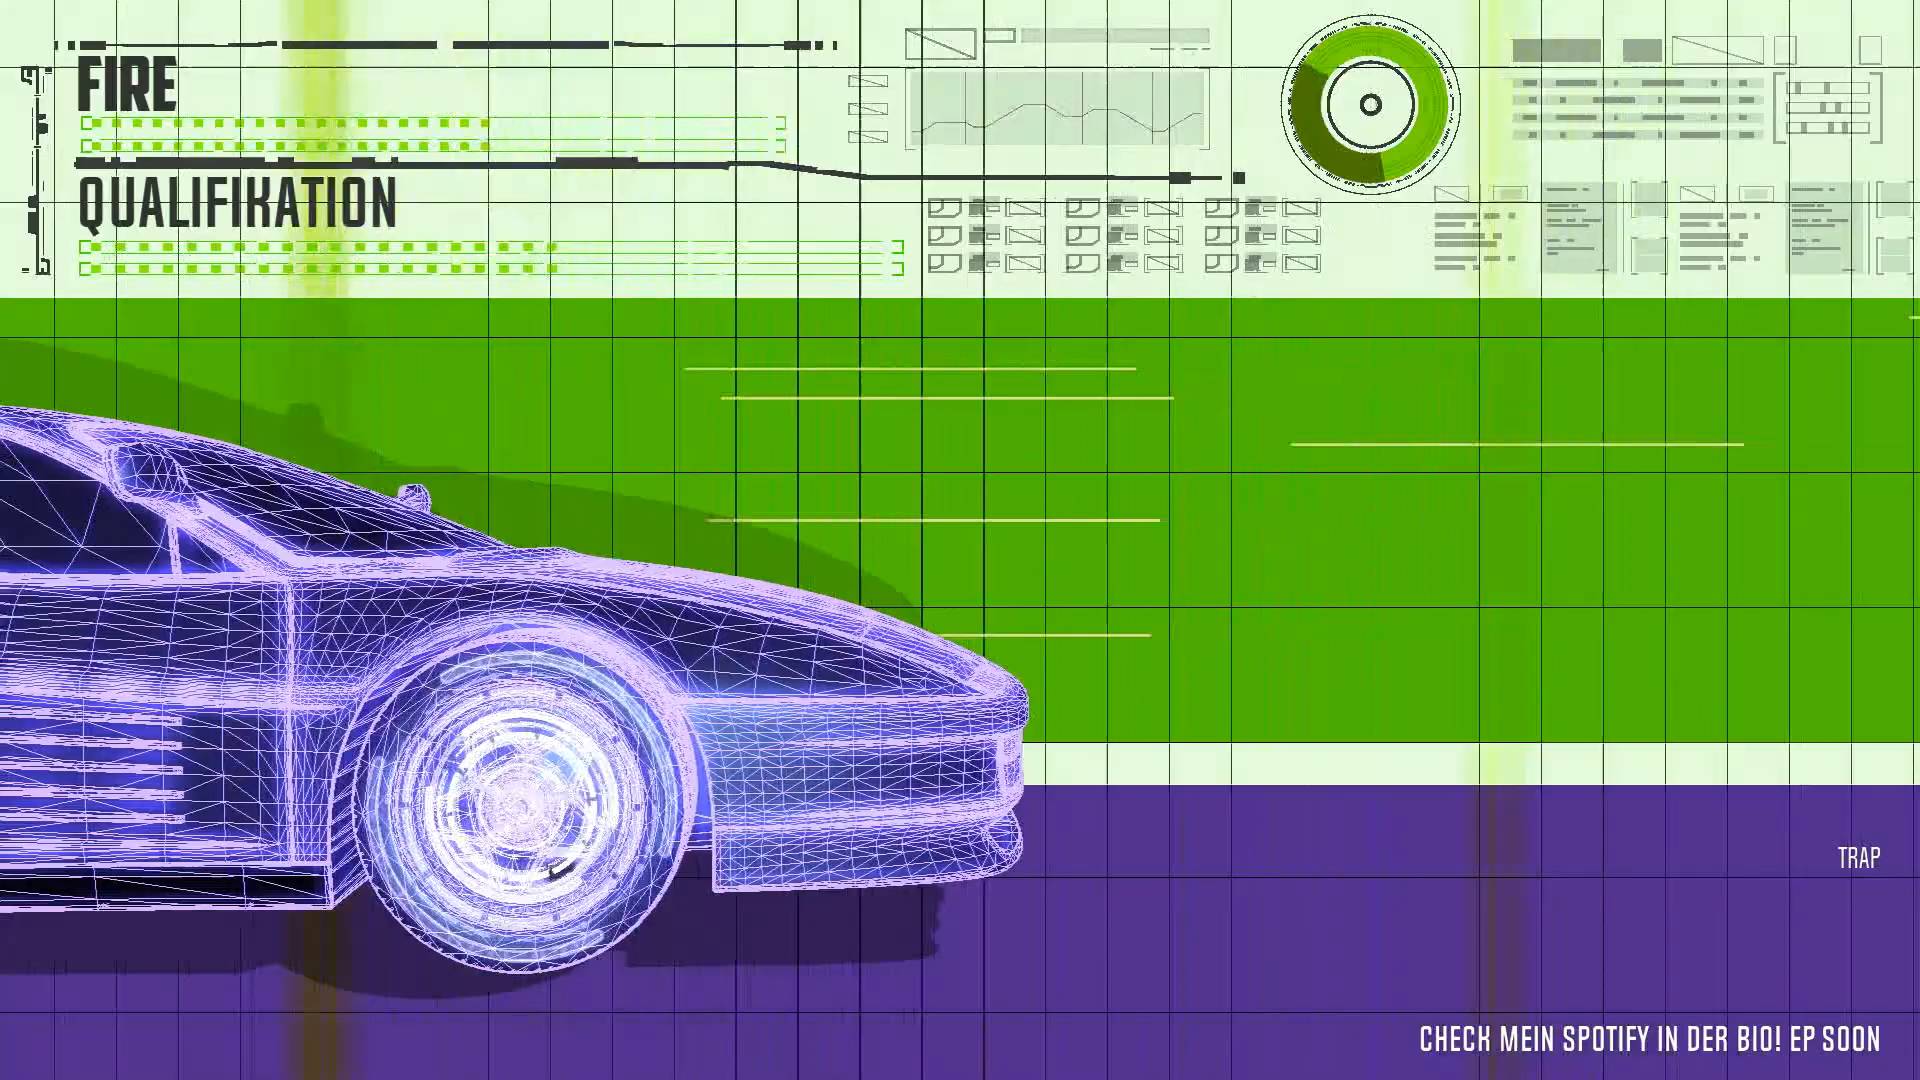 FIRE
QUALIFIKATION
TRAP
CHECK MEIN SPOTIFY IN DER BIO! EP SOON